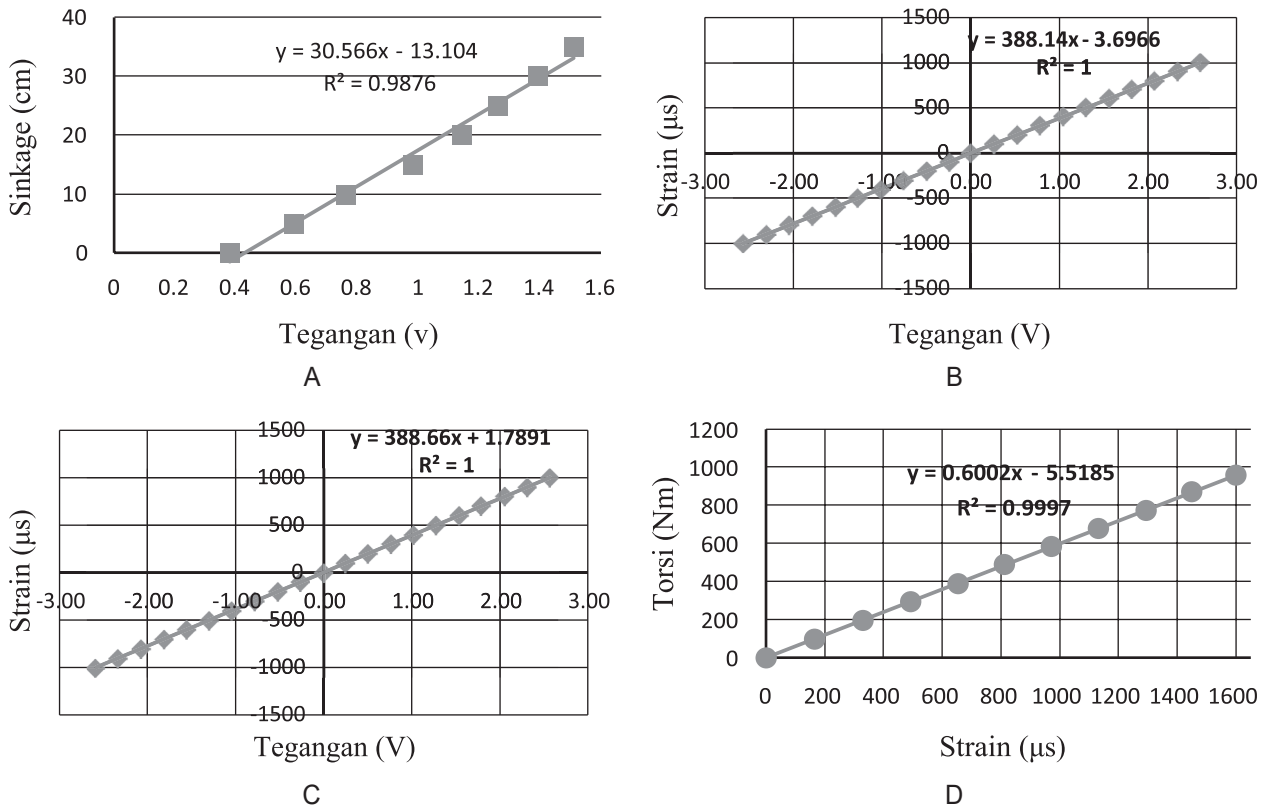 40
30
20
10
0
Sinkage (cm)
y = 30.566x - 13.104
R² = 0.9876
0 0.2 0.4 0.6 0.8 1 1.2 1.4 1.6
Tegangan (v)
A
1500
1000
500
0
-500
-1000
-1500
Strain (µs)
y = 388.14x - 3.6966
R² = 1
-3.00 -2.00 -1.00 0.00 1.00 2.00 3.00
Tegangan (V)
B
1500
1000
500
0
-500
-1000
-1500
Strain (µs)
y = 388.66x + 1.7891
R² = 1
-3.00 -2.00 -1.00 0.00 1.00 2.00 3.00
Tegangan (V)
C
1200
1000
800
600
400
200
0
Torsi (Nm)
y = 0.6002x - 5.5185
R² = 0.9997
0 200 400 600 800 1000 1200 1400 1600
Strain (µs)
D